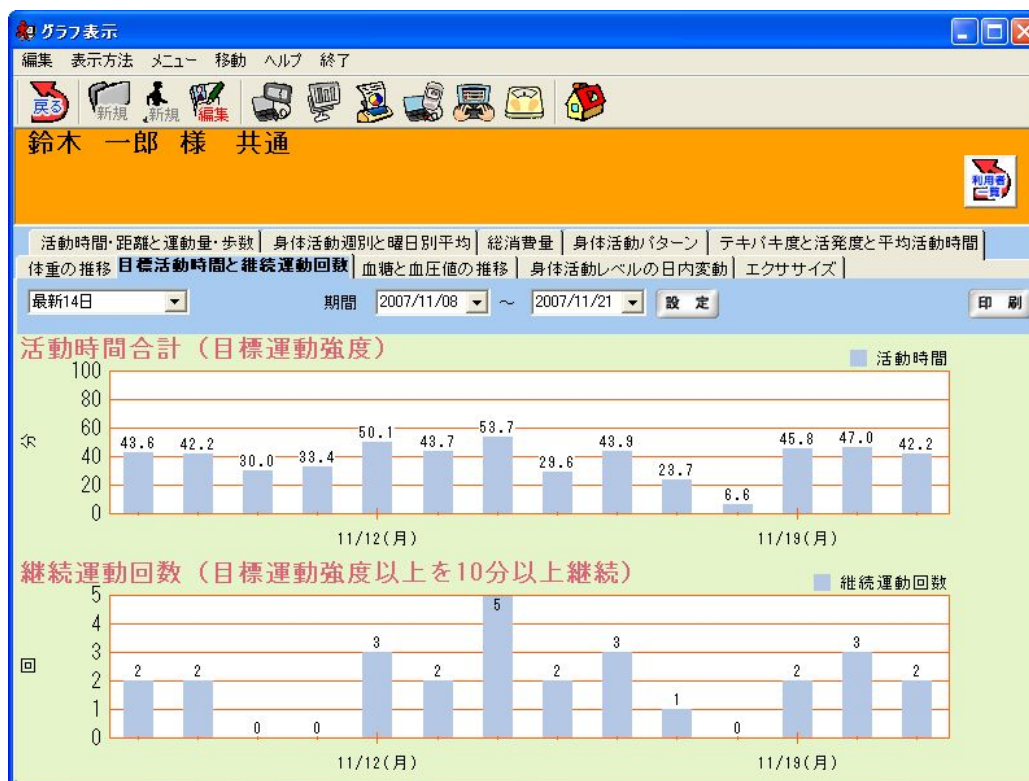 グラフ表示
編集 表示方法 メニュー 移動 ヘルプ 終了
戻る 新規 新規 編集
鈴木 一郎 様 共通
利用者一覧
活動時間・距離と運動量・歩数 身体活動週別と曜日別平均 総消費量 身体活動パターン テキパキ度と活発度と平均活動時間
体重の推移 目標活動時間と継続運動回数 血糖と血圧値の推移 身体活動レベルの日内変動 エクササイズ
最新14日 期間 2007/11/08 ～ 2007/11/21 設定 印刷
活動時間合計（目標運動強度）
活動時間
分
100
80
60
40
20
0
43.6 42.2 30.0 33.4 50.1 43.7 53.7 29.6 43.9 23.7 6.6 45.8 47.0 42.2
11/12(月) 11/19(月)
継続運動回数（目標運動強度以上を10分以上継続）
継続運動回数
回
5
4
3
2
1
0
2 2 0 0 3 2 5 2 3 1 0 2 3 2
11/12(月) 11/19(月)